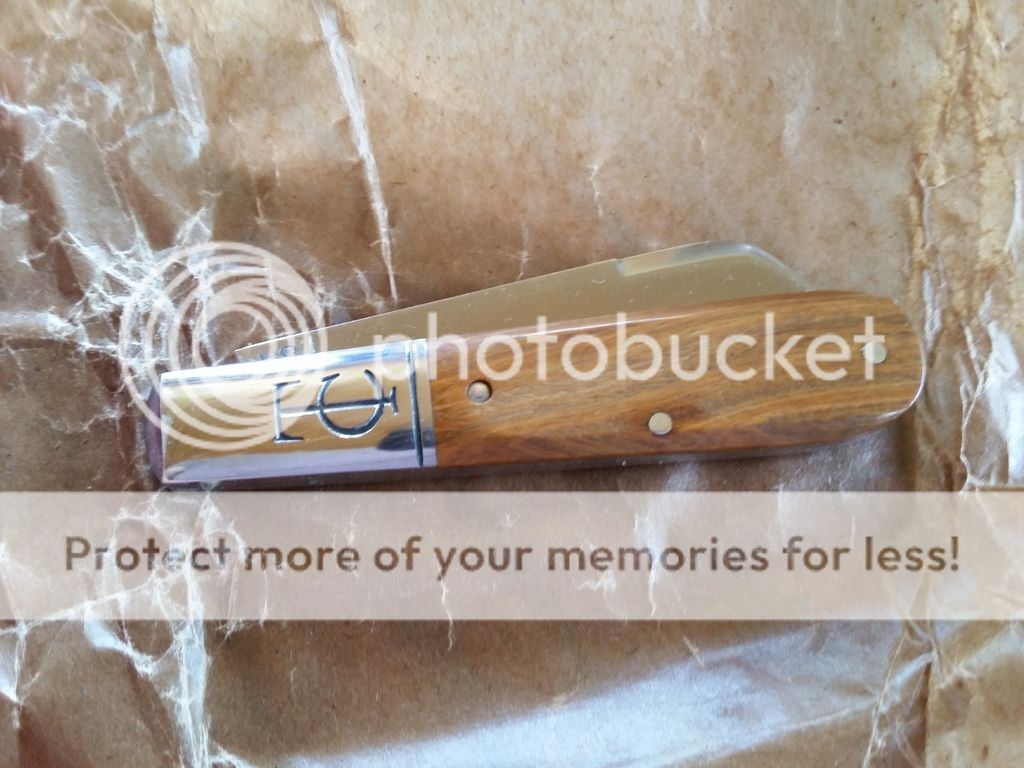 photobucket
Protect more of your memories for less!